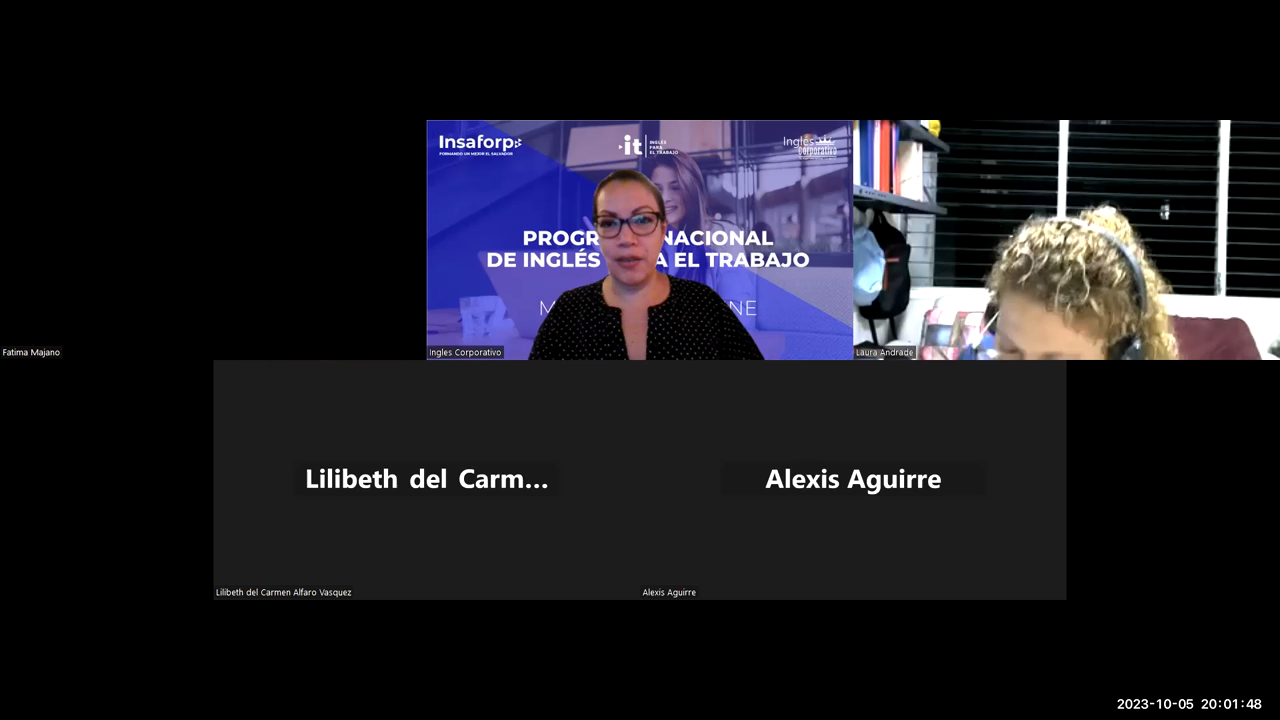 Insaforp
FORMANDO UN MEJOR EL SALVADOR
it
INGLÉS
PARA
EL TRABAJO
Inglés
corporativo
PROGR NACIONAL
DE INGLÉS A EL TRABAJO
M NE
Fatima Majano
Ingles Corporativo
Laura Andrade
Lilibeth del Carm...
Alexis Aguirre
Lilibeth del Carmen Alfaro Vasquez
Alexis Aguirre
2023-10-05 20:01:48